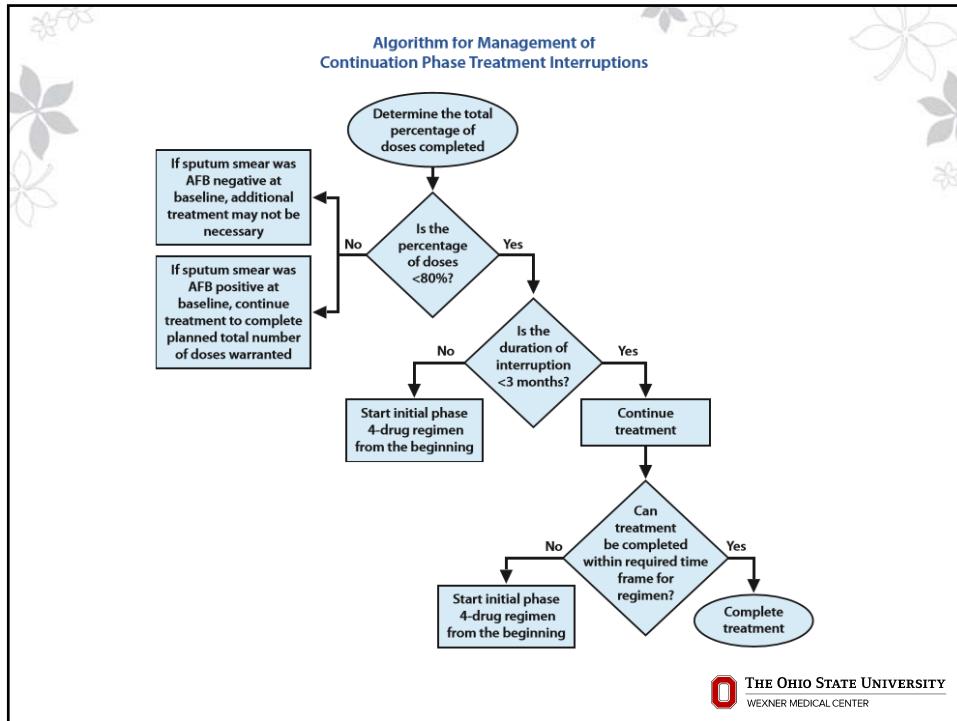 Algorithm for Management of
Continuation Phase Treatment Interruptions
Determine the total
percentage of
doses completed
If sputum smear was
AFB negative at
baseline, additional
treatment may not be
necessary
No
Is the
percentage
of doses
<80%?
Yes
If sputum smear was
AFB positive at
baseline, continue
treatment to complete
planned total number
of doses warranted
No
Is the
duration of
interruption
<3 months?
Yes
Start initial phase
4-drug regimen
from the beginning
Continue
treatment
No
Can
treatment
be completed
within required time
frame for
regimen?
Yes
Start initial phase
4-drug regimen
from the beginning
Complete
treatment
THE OHIO STATE UNIVERSITY
WEXNER MEDICAL CENTER